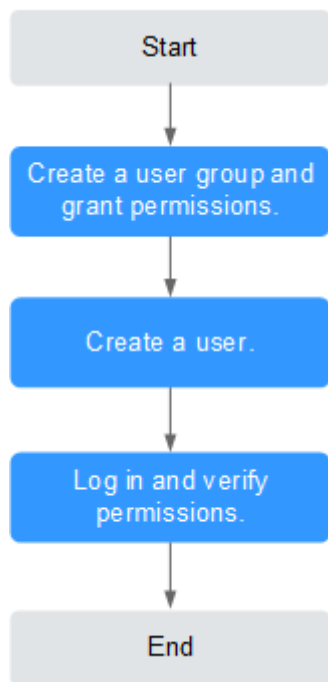 Start
Create a user group and
grant permissions.
Create a user.
Log in and verify
permissions.
End